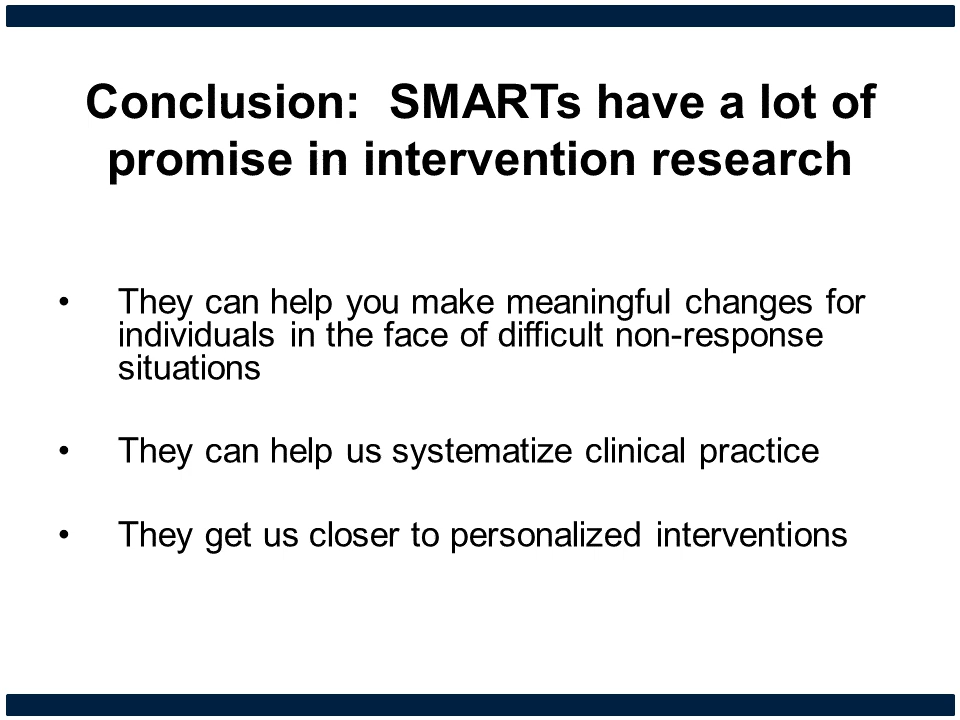 Conclusion:  SMARTs have a lot of
promise in intervention research
• They can help you make meaningful changes for
individuals in the face of difficult non-response
situations
• They can help us systematize clinical practice
• They get us closer to personalized interventions